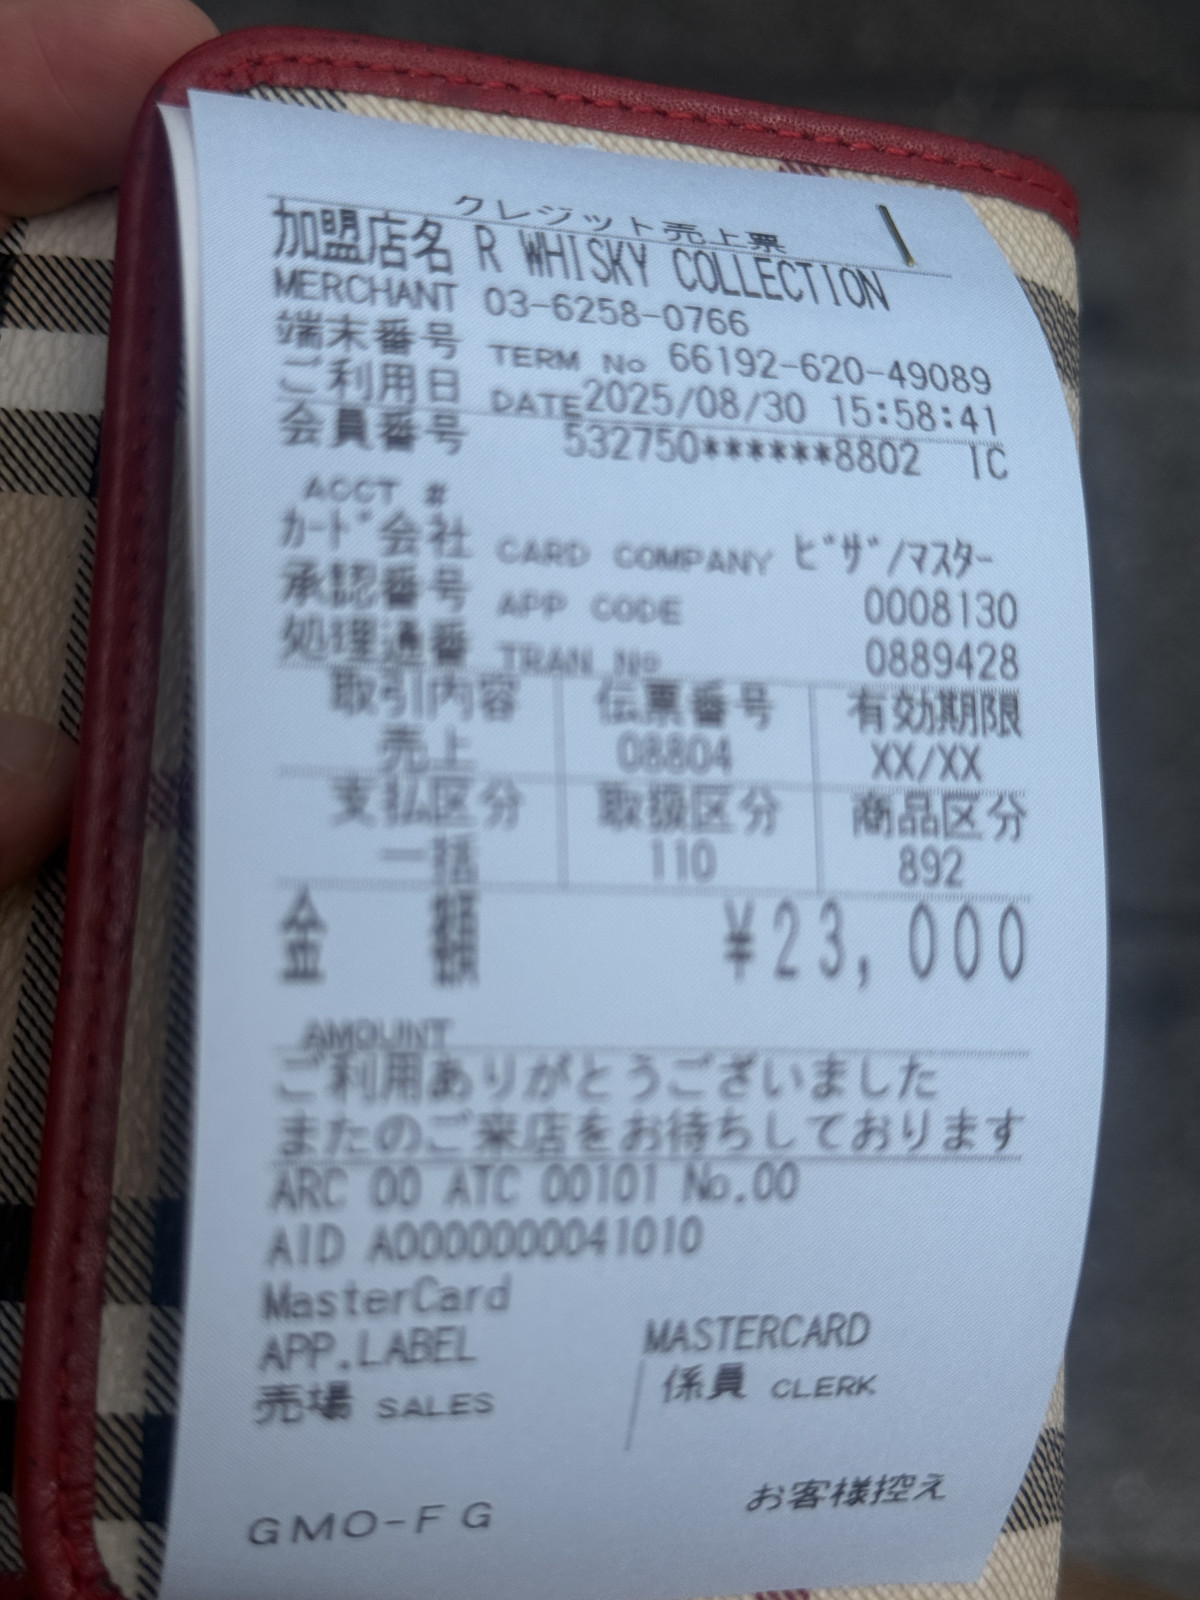 クレジット売上票
加盟店名 R WHISKY COLLECTION
MERCHANT 03-6258-0766
端末番号 TERM No 66192-620-49089
ご利用日 DATE2025/08/30 15:58:41
会員番号 532750******8802 IC
ACCT #
カード会社 CARD COMPANY ビザ/マスター
承認番号 APP CODE 0008130
処理通番 TRAN No 0889428
取引内容 伝票番号 有効期限
売上 08804 XX/XX
支払区分 取扱区分 商品区分
一括 110 892
金 額 ¥23,000
AMOUNT
ご利用ありがとうございました
またのご来店をお待ちしております
ARC 00 ATC 00101 No.00
AID A0000000041010
MasterCard
APP.LABEL MASTERCARD
売場 SALES 係員 CLERK
お客様控え
GMO-FG